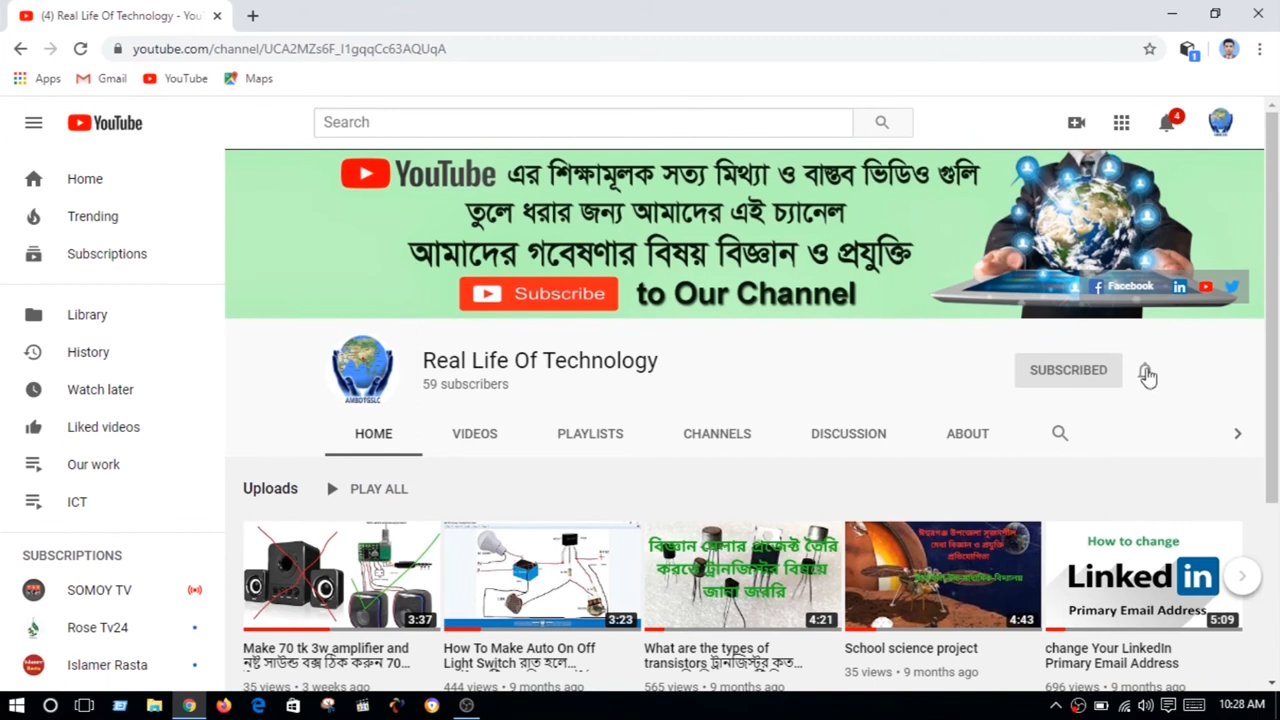 (4) Real Life Of Technology - You
youtube.com/channel/UCA2MZs6F_I1gqqCc63AQUqA
1
Apps
Gmail
YouTube
Maps
YouTube
Search
4
Home
Trending
Subscriptions
Library
History
Watch later
Liked videos
Our work
ICT
SUBSCRIPTIONS
SOMOY TV
Rose Tv24
Islamer Rasta
YouTube এর শিক্ষামূলক সত্য মিথ্যা ও বাস্তব ভিডিও গুলি
তুলে ধরার জন্য আমাদের এই চ্যানেল
আমাদের গবেষণার বিষয় বিজ্ঞান ও প্রযুক্তি
Subscribe to Our Channel
Facebook
AMBDTGSLC
Real Life Of Technology
59 subscribers
SUBSCRIBED
HOME
VIDEOS
PLAYLISTS
CHANNELS
DISCUSSION
ABOUT
Uploads
PLAY ALL
3:37
Make 70 tk 3w amplifier and
নষ্ট সাউন্ড বক্স ঠিক করুন 70...
35 views • 3 weeks ago
3:23
How To Make Auto On Off
Light Switch রাত হলে...
444 views • 9 months ago
বিজ্ঞান মেলার প্রজেক্ট তৈরি
করতে ট্রানজিস্টর বিষয়ে
জানা জরুরি
4:21
What are the types of
transistors ট্রানজিস্টর কত...
565 views • 9 months ago
4:43
School science project
35 views • 9 months ago
How to change
Linked in
Primary Email Address
5:09
change Your LinkedIn
Primary Email Address
696 views • 9 months ago
10:28 AM